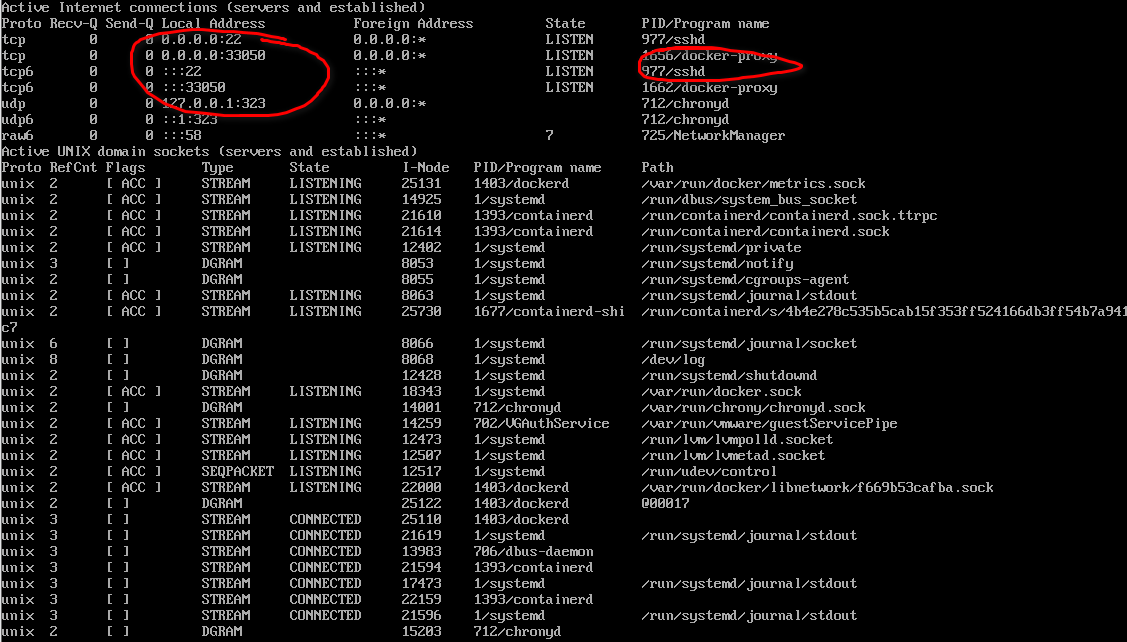 Active Internet connections (servers and established)
Proto Recv-Q Send-Q Local Address           Foreign Address         State       PID/Program name
tcp        0      0 0.0.0.0:22              0.0.0.0:*               LISTEN      977/sshd
tcp        0      0 0.0.0.0:33050           0.0.0.0:*               LISTEN      1656/docker-proxy
tcp6       0      0 :::22                   :::*                    LISTEN      977/sshd
tcp6       0      0 :::33050                :::*                    LISTEN      1662/docker-proxy
udp        0      0 127.0.0.1:323           0.0.0.0:*                           712/chronyd
udp6       0      0 ::1:323                 :::*                                712/chronyd
raw6       0      0 :::58                   :::*                    7           725/NetworkManager
Active UNIX domain sockets (servers and established)
Proto RefCnt Flags       Type       State         I-Node   PID/Program name     Path
unix  2      [ ACC ]     STREAM     LISTENING     25131    1403/dockerd         /var/run/docker/metrics.sock
unix  2      [ ACC ]     STREAM     LISTENING     14925    1/systemd            /run/dbus/system_bus_socket
unix  2      [ ACC ]     STREAM     LISTENING     21610    1393/containerd      /run/containerd/containerd.sock.ttrpc
unix  2      [ ACC ]     STREAM     LISTENING     21614    1393/containerd      /run/containerd/containerd.sock
unix  2      [ ACC ]     STREAM     LISTENING     12402    1/systemd            /run/systemd/private
unix  3      [ ]         DGRAM                    8053     1/systemd            /run/systemd/notify
unix  2      [ ]         DGRAM                    8055     1/systemd            /run/systemd/cgroups-agent
unix  2      [ ACC ]     STREAM     LISTENING     8063     1/systemd            /run/systemd/journal/stdout
unix  2      [ ACC ]     STREAM     LISTENING     25730    1677/containerd-shi  /run/containerd/s/4b4e278c535b5cab15f353ff524166db3ff54b7a941
c7
unix  6      [ ]         DGRAM                    8066     1/systemd            /run/systemd/journal/socket
unix  8      [ ]         DGRAM                    8068     1/systemd            /dev/log
unix  2      [ ]         DGRAM                    12428    1/systemd            /run/systemd/shutdownd
unix  2      [ ACC ]     STREAM     LISTENING     18343    1/systemd            /var/run/docker.sock
unix  2      [ ]         DGRAM                    14001    712/chronyd          /var/run/chrony/chronyd.sock
unix  2      [ ACC ]     STREAM     LISTENING     14259    702/VGAuthService    /var/run/vmware/guestServicePipe
unix  2      [ ACC ]     STREAM     LISTENING     12473    1/systemd            /run/lvm/lvmpolld.socket
unix  2      [ ACC ]     STREAM     LISTENING     12507    1/systemd            /run/lvm/lvmetad.socket
unix  2      [ ACC ]     SEQPACKET  LISTENING     12517    1/systemd            /run/udev/control
unix  2      [ ACC ]     STREAM     LISTENING     22000    1403/dockerd         /var/run/docker/libnetwork/f669b53cafba.sock
unix  2      [ ]         DGRAM                    25122    1403/dockerd         @00017
unix  3      [ ]         STREAM     CONNECTED     25110    1403/dockerd
unix  3      [ ]         STREAM     CONNECTED     21619    1/systemd            /run/systemd/journal/stdout
unix  3      [ ]         STREAM     CONNECTED     13983    706/dbus-daemon
unix  3      [ ]         STREAM     CONNECTED     21594    1393/containerd
unix  3      [ ]         STREAM     CONNECTED     17473    1/systemd            /run/systemd/journal/stdout
unix  3      [ ]         STREAM     CONNECTED     22159    1393/containerd
unix  3      [ ]         STREAM     CONNECTED     21596    1/systemd            /run/systemd/journal/stdout
unix  2      [ ]         DGRAM                    15203    712/chronyd